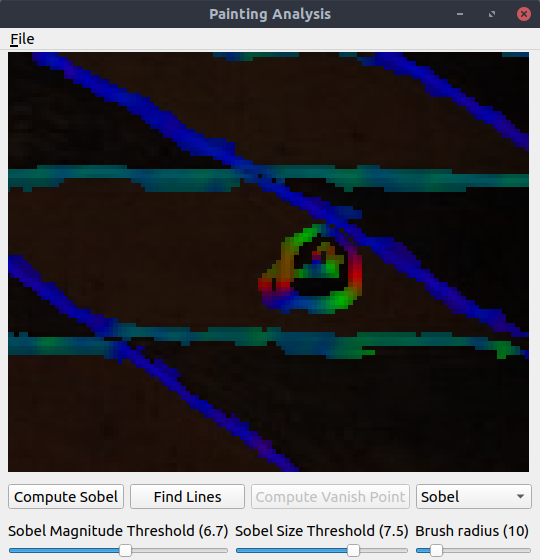 Painting Analysis
File
Compute Sobel
Find Lines
Compute Vanish Point
Sobel
Sobel Magnitude Threshold (6.7)
Sobel Size Threshold (7.5)
Brush radius (10)